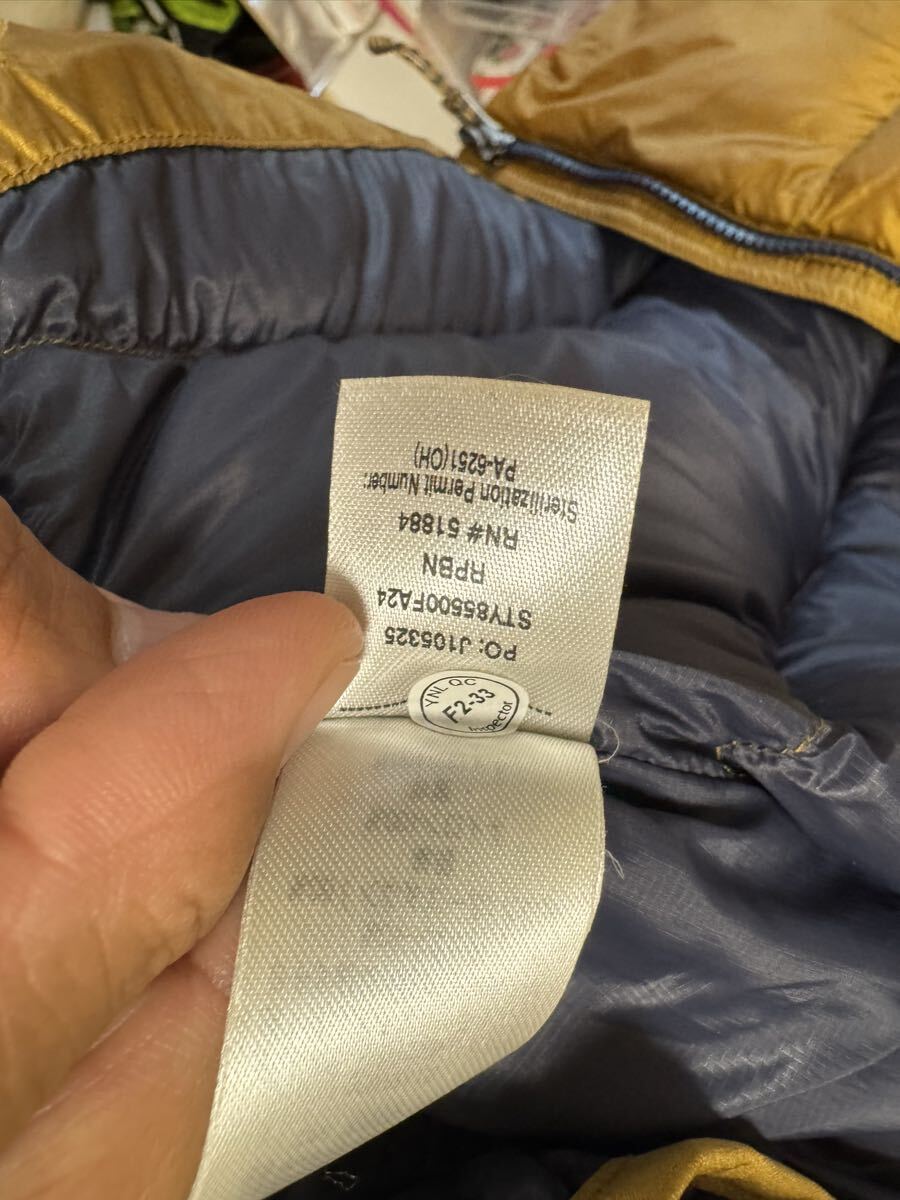 PO: J105325
STY85500FA24
RPBN
RN# 51884
Sterilization Permit Number:
PA-6251(OH)
YNL QC
F2-33
Inspector